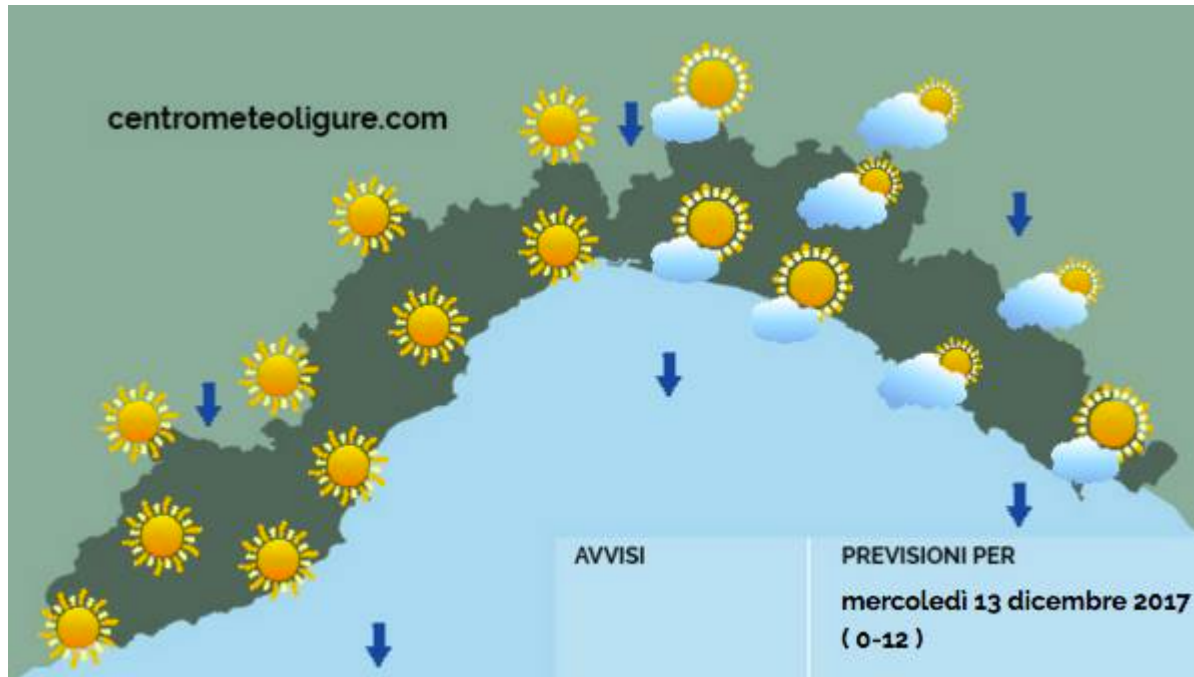 centrometeoligure.com
AVVISI
PREVISIONI PER
mercoledì 13 dicembre 2017
( 0-12 )